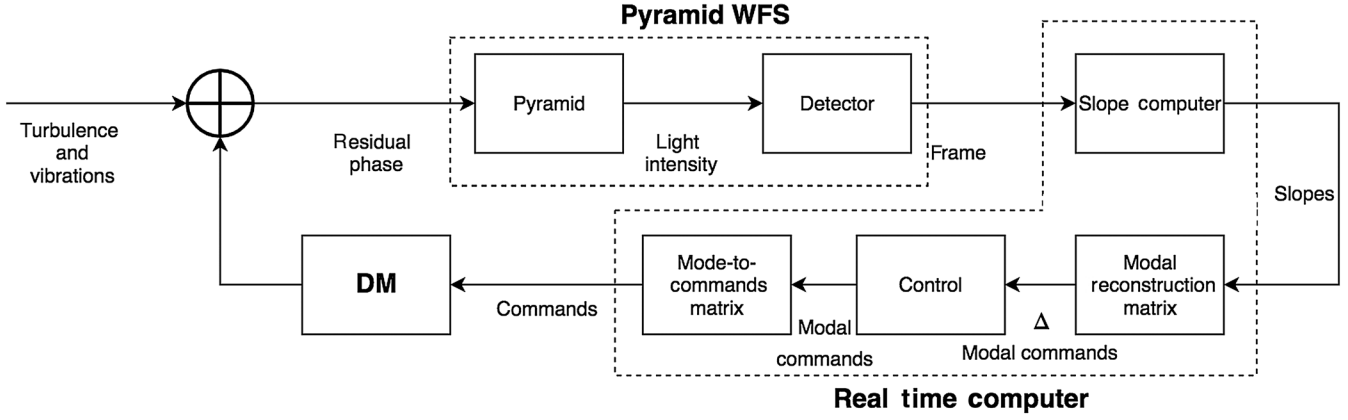 Pyramid WFS
Pyramid
Detector
Slope computer
Turbulence
and
vibrations
Residual
phase
Light
intensity
Frame
Slopes
DM
Commands
Mode-to-
commands
matrix
Modal
commands
Control
Δ
Modal commands
Modal
reconstruction
matrix
Real time computer